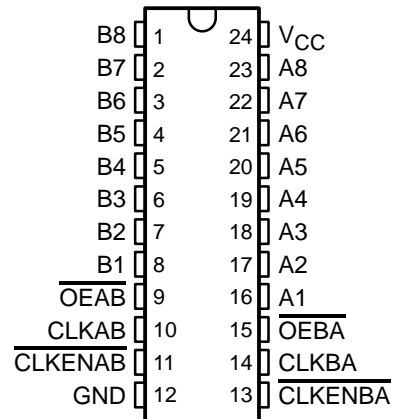 B8 1 24 VCC
B7 2 23 A8
B6 3 22 A7
B5 4 21 A6
B4 5 20 A5
B3 6 19 A4
B2 7 18 A3
B1 8 17 A2
OEAB 9 16 A1
CLKAB 10 15 OEBA
CLKENAB 11 14 CLKBA
GND 12 13 CLKENBA